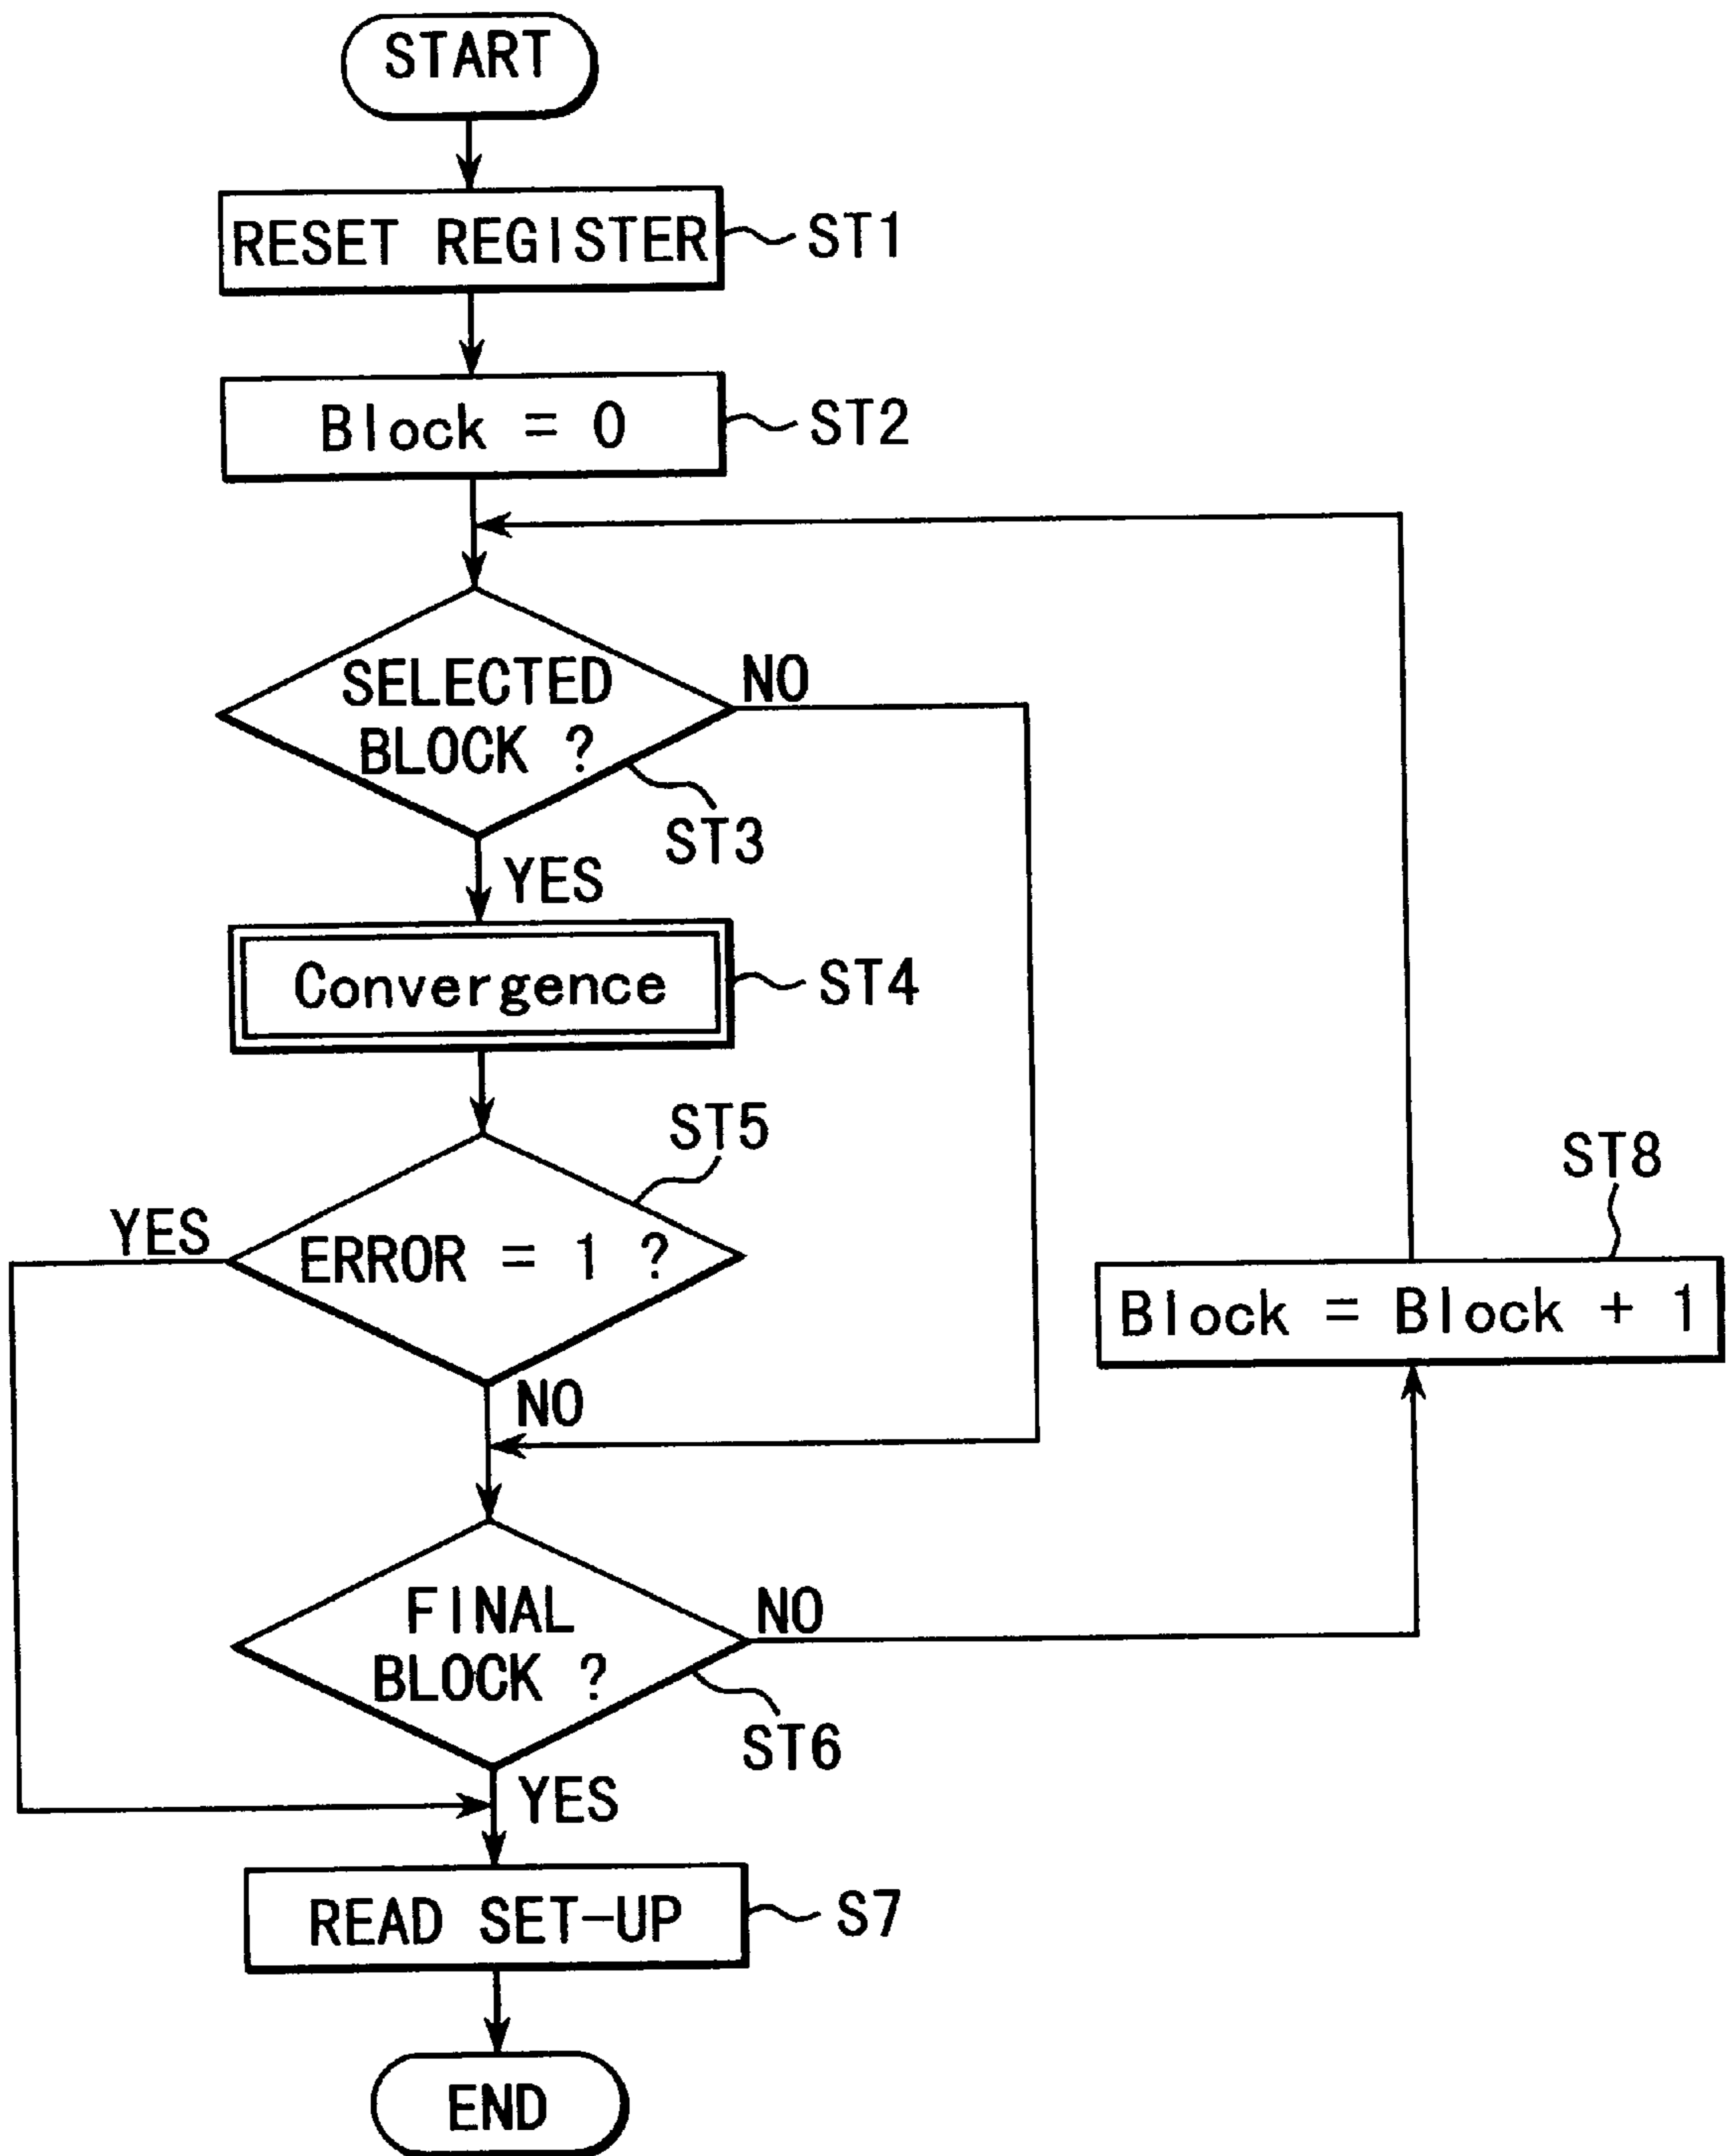 START
RESET REGISTER
ST1
Block = 0
ST2
SELECTED
BLOCK ?
NO
ST3
YES
Convergence
ST4
ST5
YES
ERROR = 1 ?
NO
ST8
Block = Block + 1
FINAL
BLOCK ?
NO
ST6
YES
READ SET-UP
S7
END